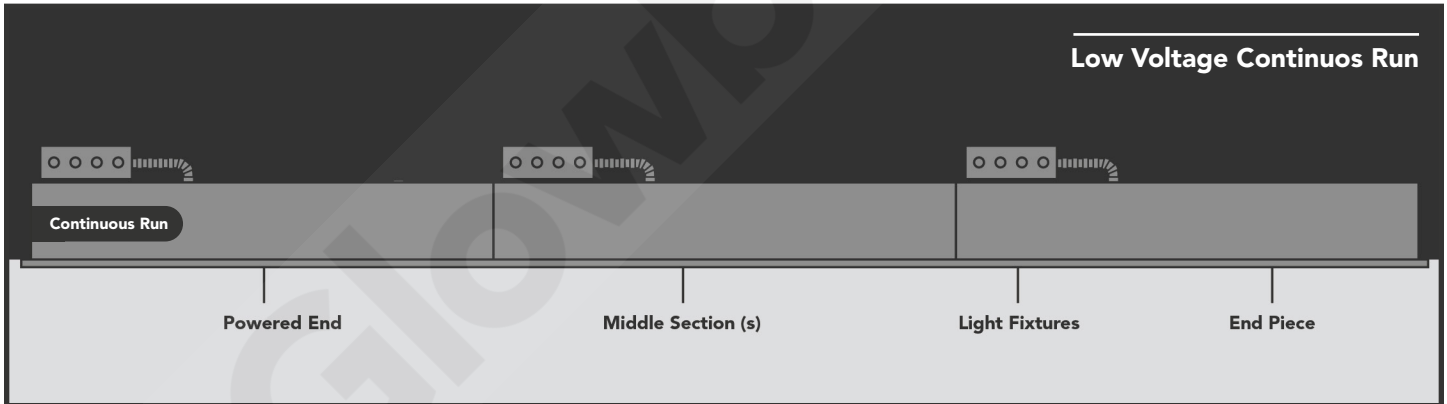 Low Voltage Continuos Run
Continuous Run
Powered End
Middle Section (s)
Light Fixtures
End Piece